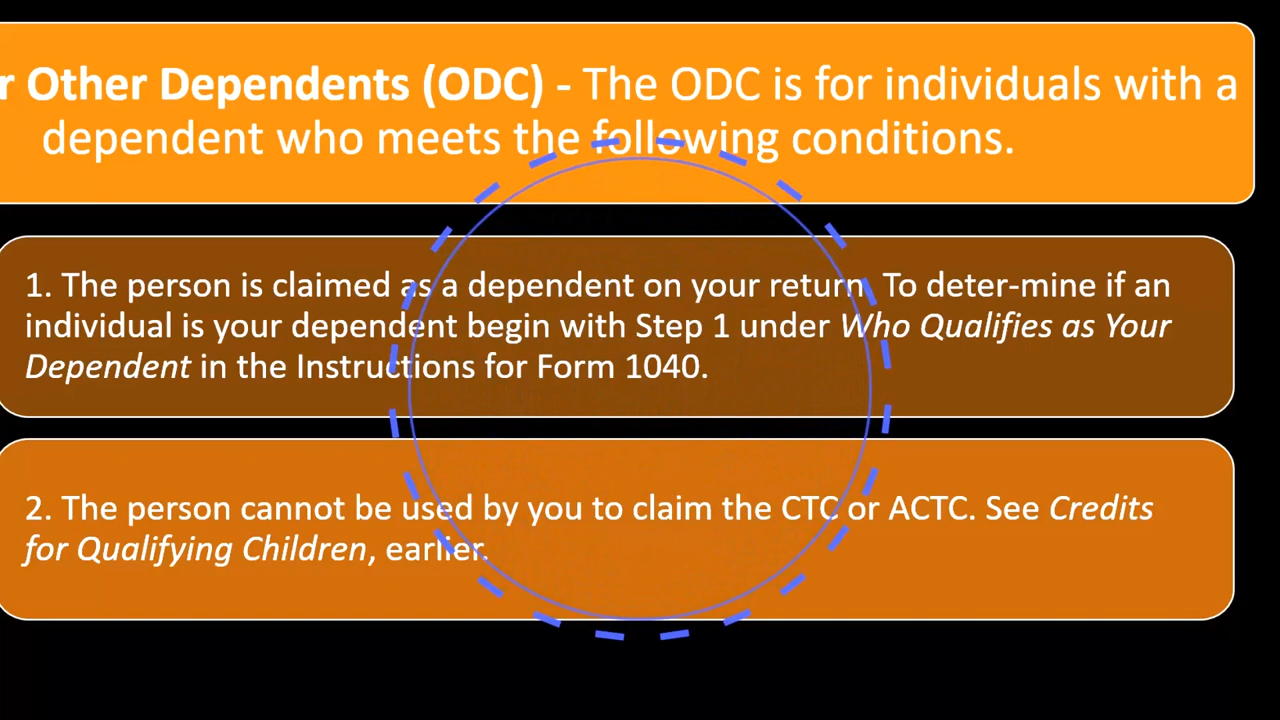 r Other Dependents (ODC) - The ODC is for individuals with a
dependent who meets the following conditions.
1. The person is claimed as a dependent on your return. To deter-mine if an
individual is your dependent begin with Step 1 under Who Qualifies as Your
Dependent in the Instructions for Form 1040.
2. The person cannot be used by you to claim the CTC or ACTC. See Credits
for Qualifying Children, earlier.